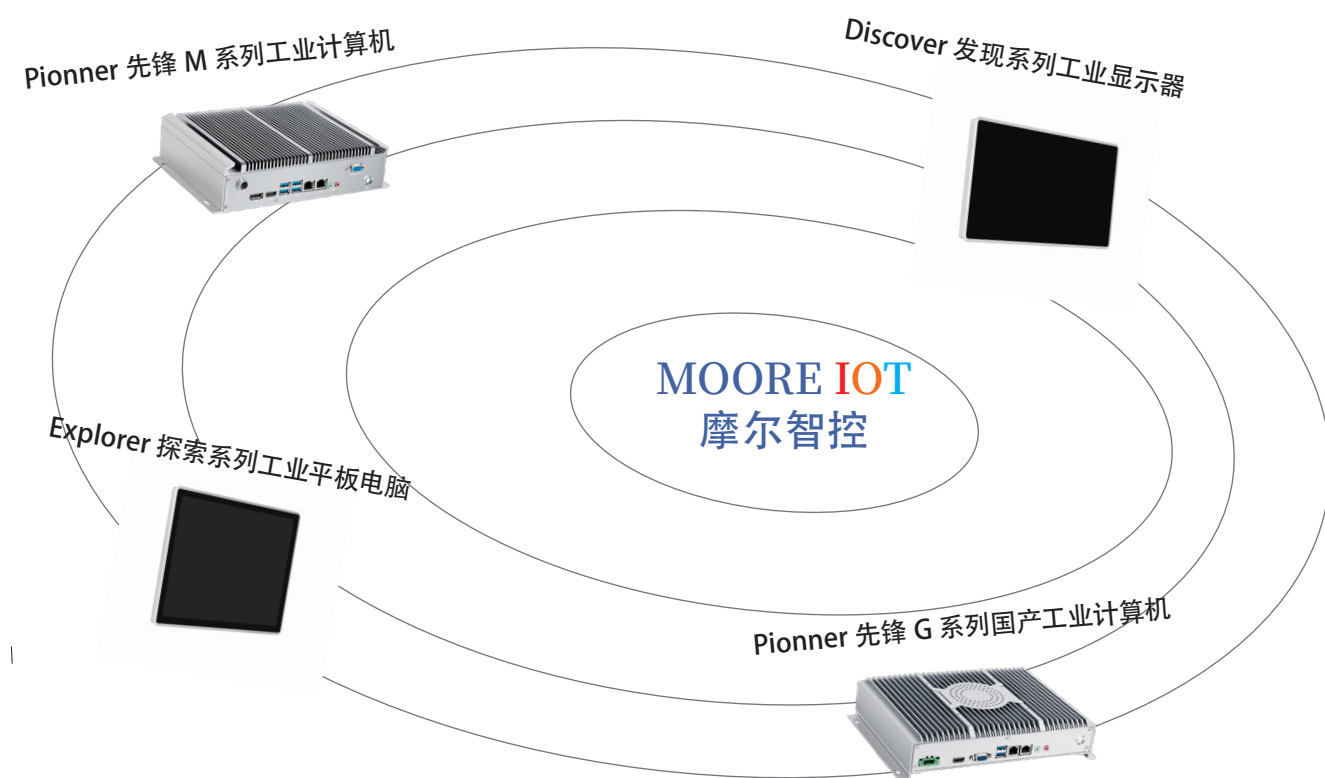 Pionner 先锋 M 系列工业计算机
Discover 发现系列工业显示器
MOORE IOT
摩尔智控
Explorer 探索系列工业平板电脑
Pionner 先锋 G 系列国产工业计算机